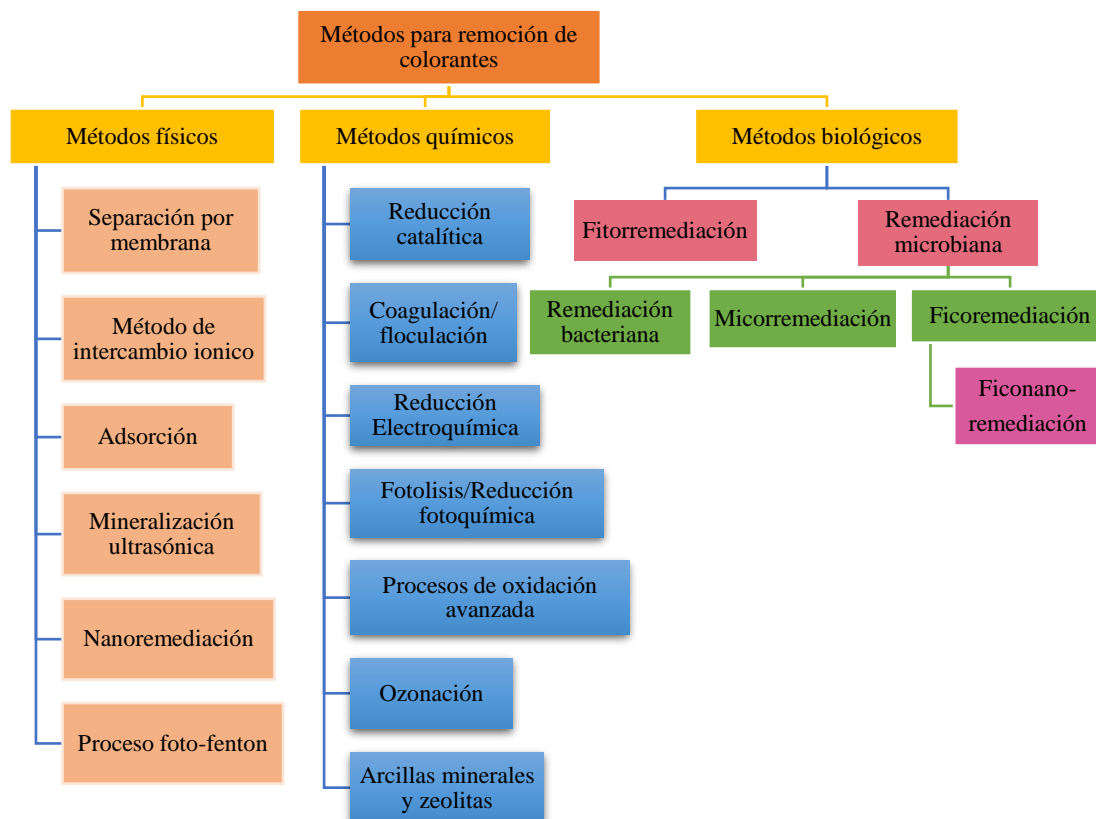 Métodos para remoción de
colorantes
Métodos físicos
Separación por
membrana
Método de
intercambio ionico
Adsorción
Mineralización
ultrasónica
Nanoremediación
Proceso foto-fenton
Métodos químicos
Reducción
catalítica
Coagulación/
floculación
Reducción
Electroquímica
Fotolisis/Reducción
fotoquímica
Procesos de oxidación
avanzada
Ozonación
Arcillas minerales
y zeolitas
Métodos biológicos
Fitorremediación
Remediación
microbiana
Remediación
bacteriana
Micorremediación
Ficoremediación
Ficonano-
remediación